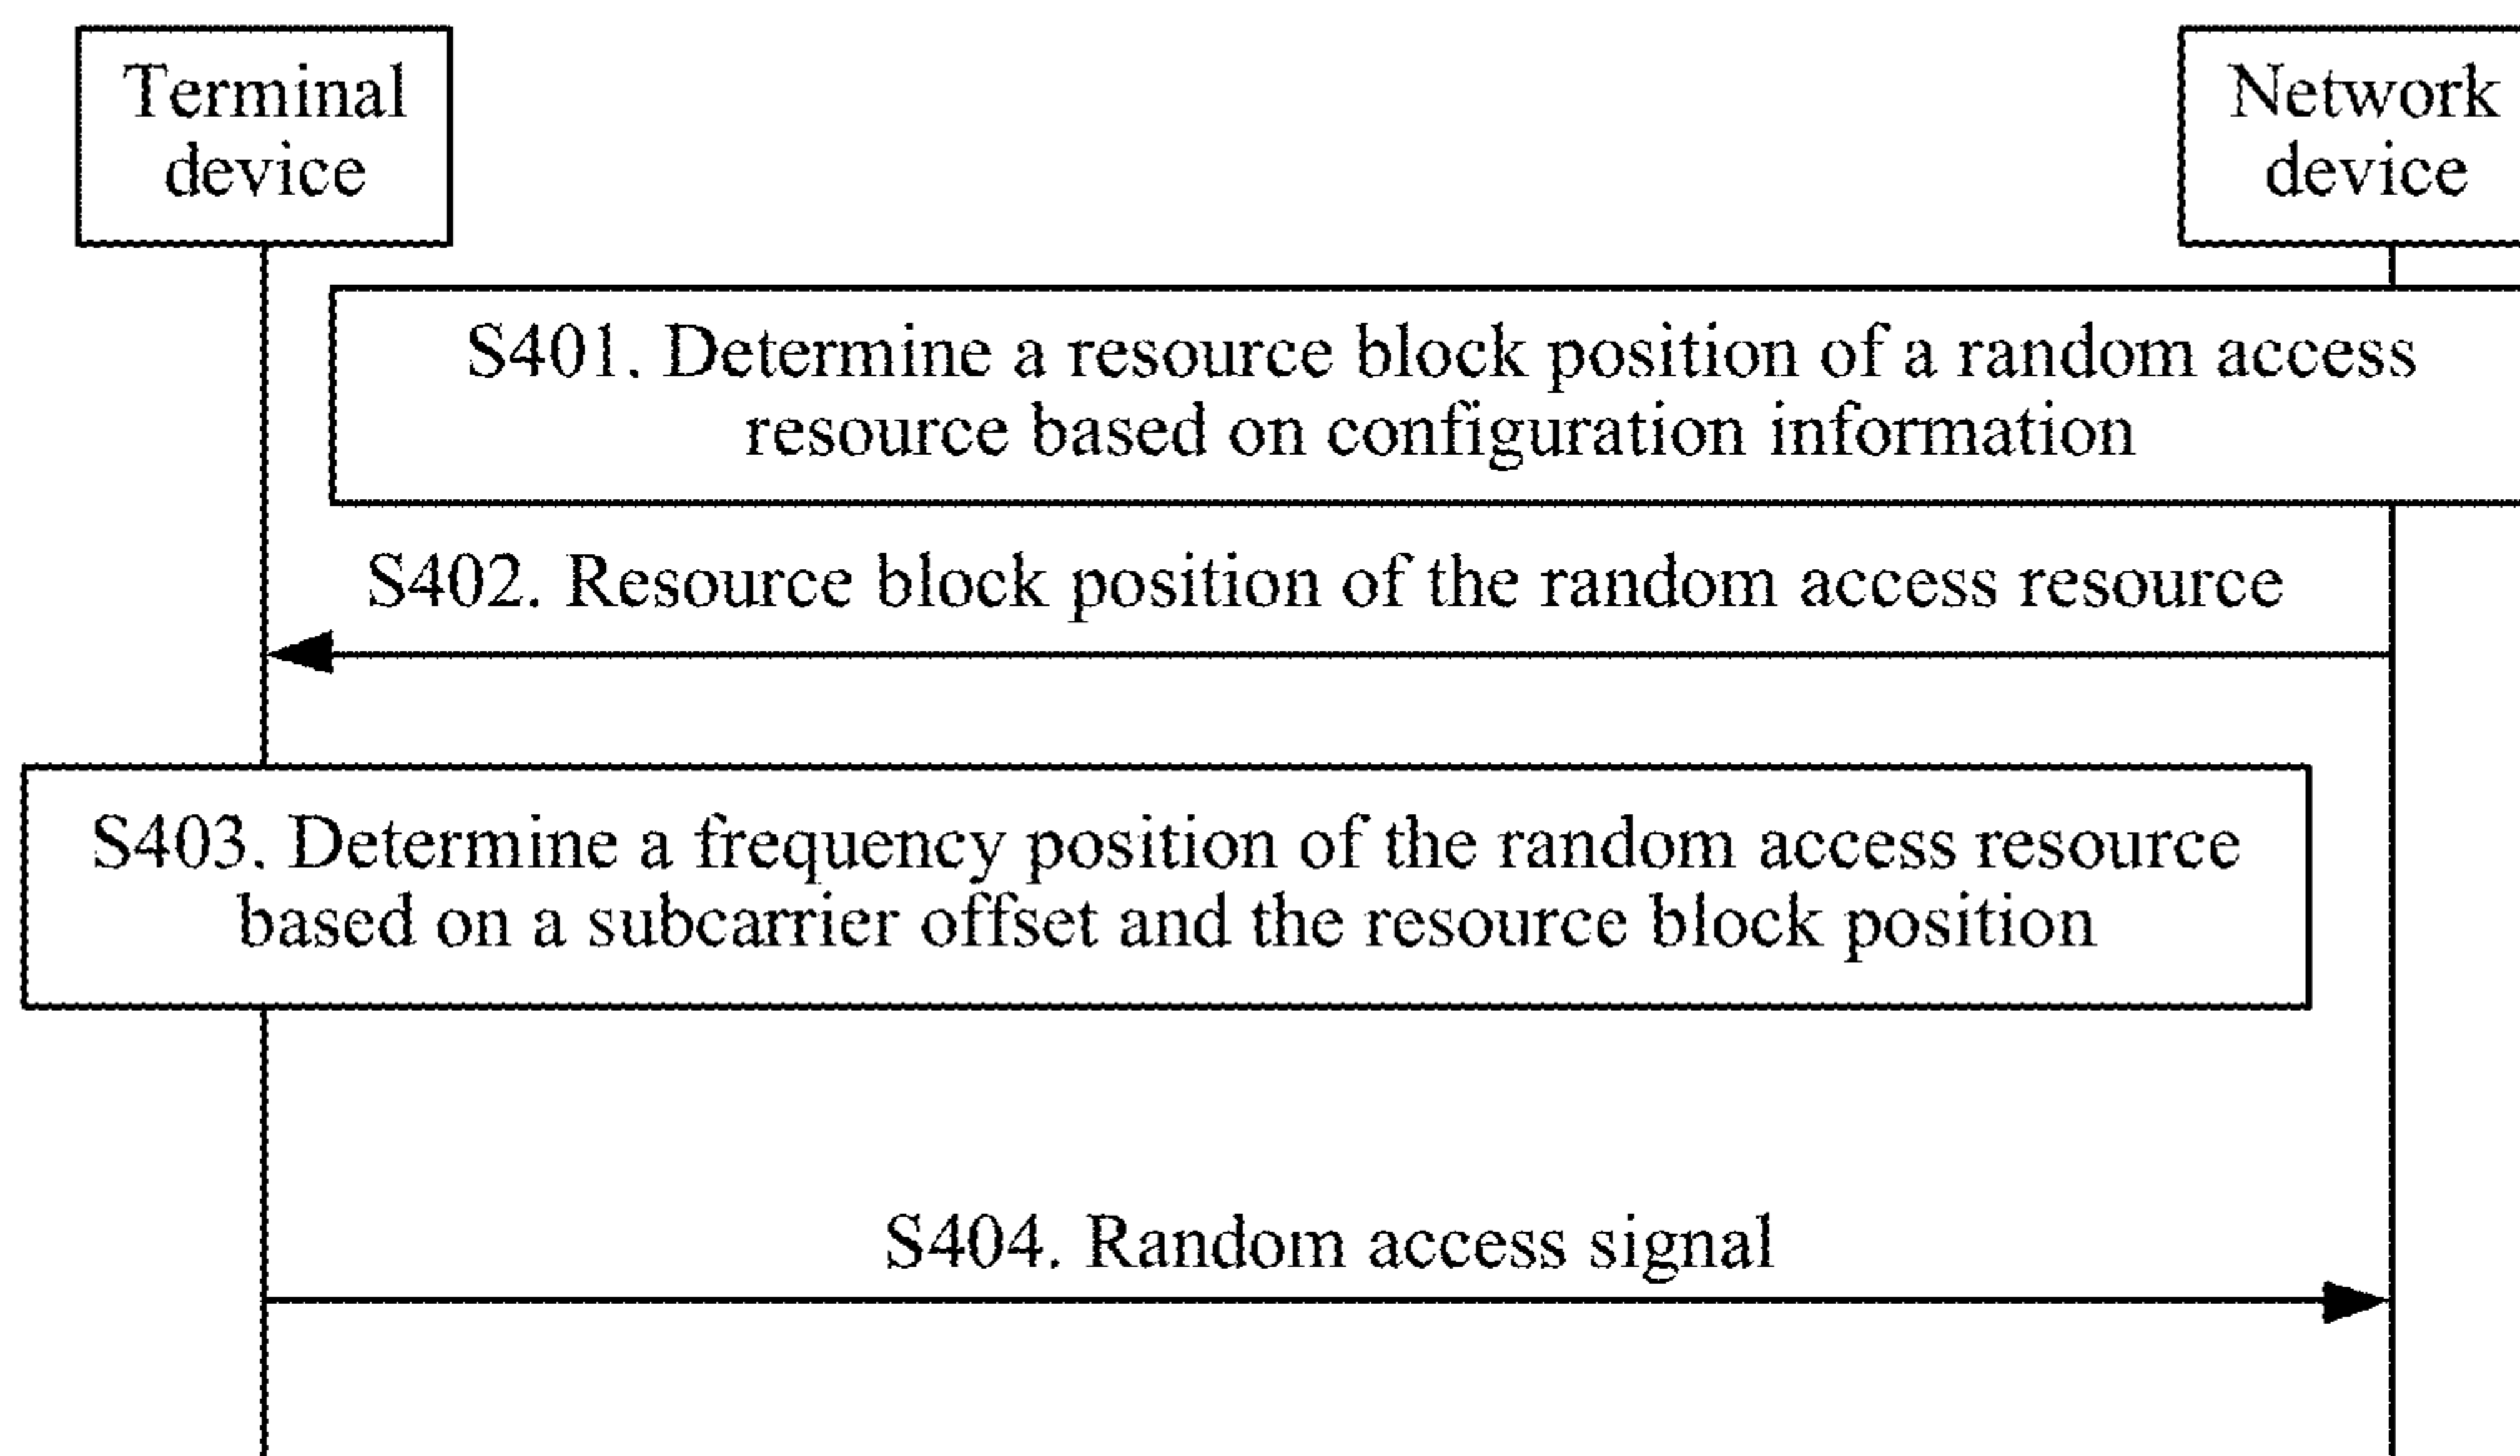 Terminal
device
Network
device
S401. Determine a resource block position of a random access
resource based on configuration information
S402. Resource block position of the random access resource
S403. Determine a frequency position of the random access resource
based on a subcarrier offset and the resource block position
S404. Random access signal